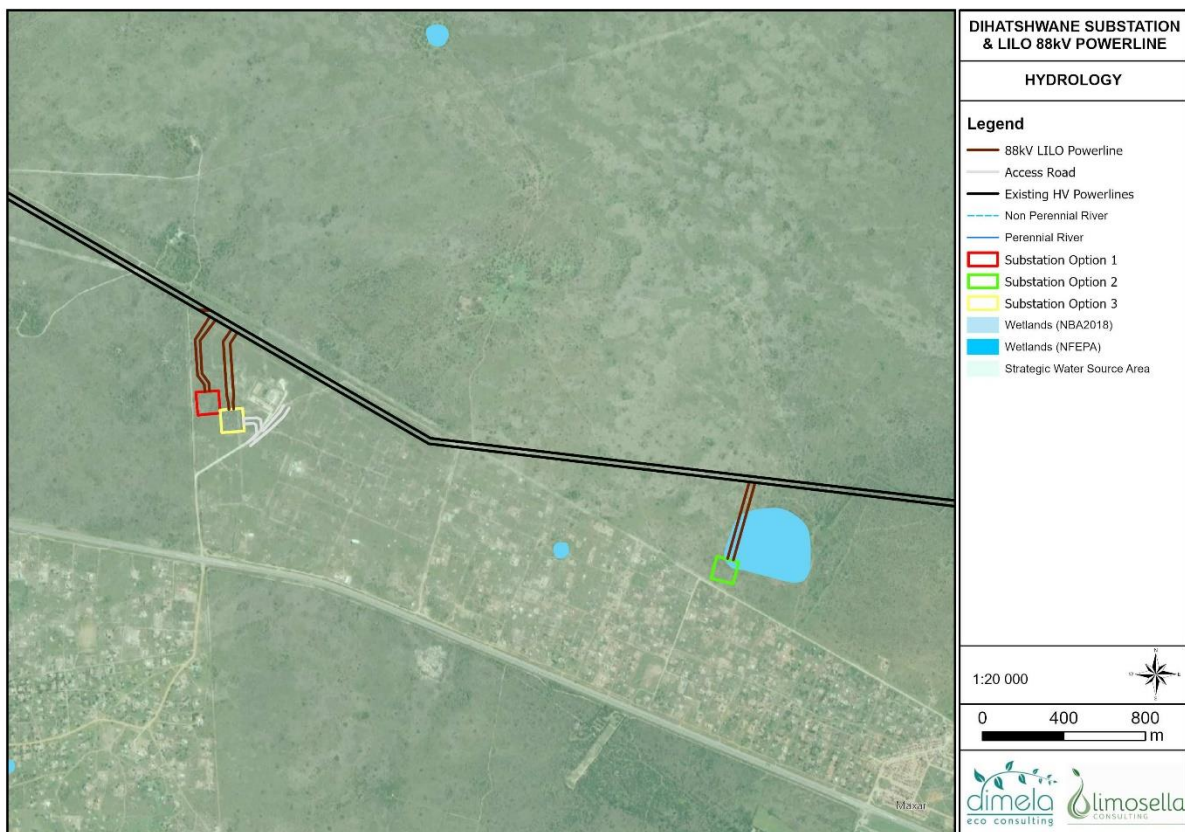 DIHATSHWANE SUBSTATION
& LILO 88kV POWERLINE
HYDROLOGY
Legend
88kV LILO Powerline
Access Road
Existing HV Powerlines
Non Perennial River
Perennial River
Substation Option 1
Substation Option 2
Substation Option 3
Wetlands (NBA2018)
Wetlands (NFEPA)
Strategic Water Source Area
1:20 000
N
O
E
S
0 400 800
m
dimela
eco consulting
limosella
CONSULTING
Maxar